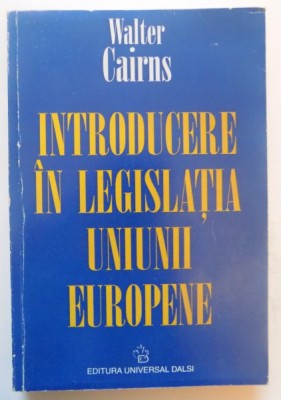 Walter
Cairns
INTRODUCERE
ÎN LEGISLAȚIA
UNIUNII
EUROPENE
EDITURA UNIVERSAL DALSI